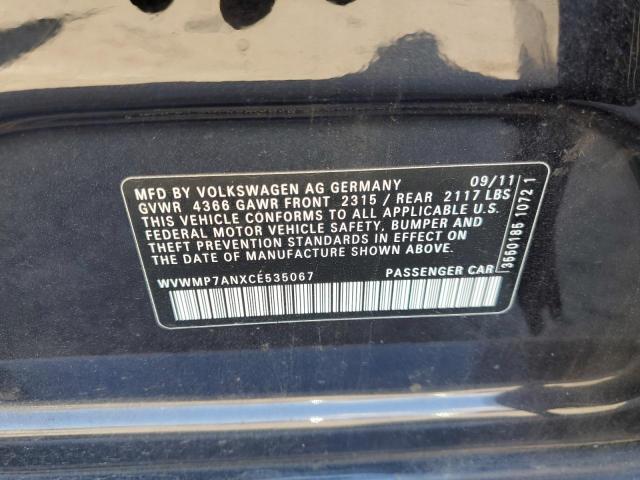 MFD BY VOLKSWAGEN AG GERMANY 09/11
GVWR 4366 GAWR FRONT 2315 / REAR 2117 LBS
THIS VEHICLE CONFORMS TO ALL APPLICABLE U.S.
FEDERAL MOTOR VEHICLE SAFETY, BUMPER AND
THEFT PREVENTION STANDARDS IN EFFECT ON
THE DATE OF MANUFACTURE SHOWN ABOVE.
WVWMP7ANXCE535067 PASSENGER CAR
3550185 1072 1